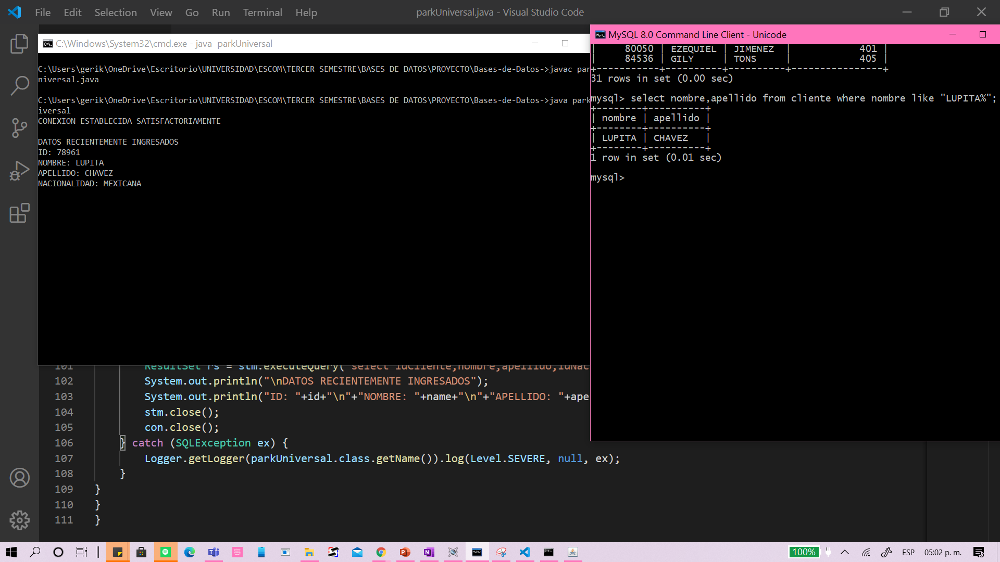 File Edit Selection View Go Run Terminal Help
parkUniversal.java - Visual Studio Code
C:\Windows\System32\cmd.exe - java  parkUniversal
C:\Users\gerik\OneDrive\Escritorio\UNIVERSIDAD\ESCOM\TERCER SEMESTRE\BASES DE DATOS\PROYECTO\Bases-de-Datos->javac par
niversal.java
C:\Users\gerik\OneDrive\Escritorio\UNIVERSIDAD\ESCOM\TERCER SEMESTRE\BASES DE DATOS\PROYECTO\Bases-de-Datos->java park
iversal
CONEXION ESTABLECIDA SATISFACTORIAMENTE
DATOS RECIENTEMENTE INGRESADOS
ID: 78961
NOMBRE: LUPITA
APELLIDO: CHAVEZ
NACIONALIDAD: MEXICANA
MySQL 8.0 Command Line Client - Unicode
| 80050 | EZEQUIEL | JIMENEZ | 401 |
| 84536 | GILY | TONS | 405 |
+-----------+----------+----------+----------------+
31 rows in set (0.00 sec)
mysql> select nombre,apellido from cliente where nombre like "LUPITA%";
+--------+----------+
| nombre | apellido |
+--------+----------+
| LUPITA | CHAVEZ   |
+--------+----------+
1 row in set (0.01 sec)
mysql>
101 ResultSet rs = stm.executeQuery("select idCliente,nombre,apellido,idNac
102 System.out.println("\nDATOS RECIENTEMENTE INGRESADOS");
103 System.out.println("ID: "+id+"\n"+"NOMBRE: "+name+"\n"+"APELLIDO: "+ape
104 stm.close();
105 con.close();
106 } catch (SQLException ex) {
107 Logger.getLogger(parkUniversal.class.getName()).log(Level.SEVERE, null, ex);
108 }
109 }
110 }
111 }
100% ESP 05:02 p. m.